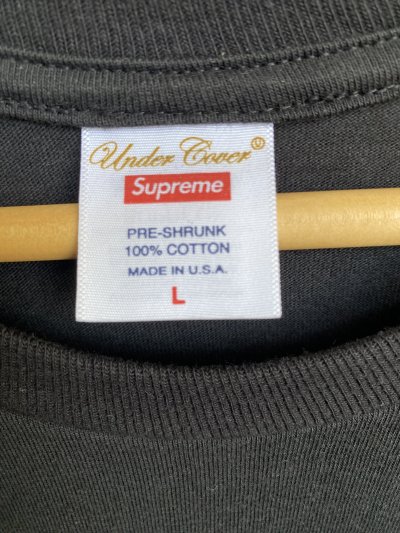 Under Cover
Supreme
PRE-SHRUNK
100% COTTON
MADE IN U.S.A.
L